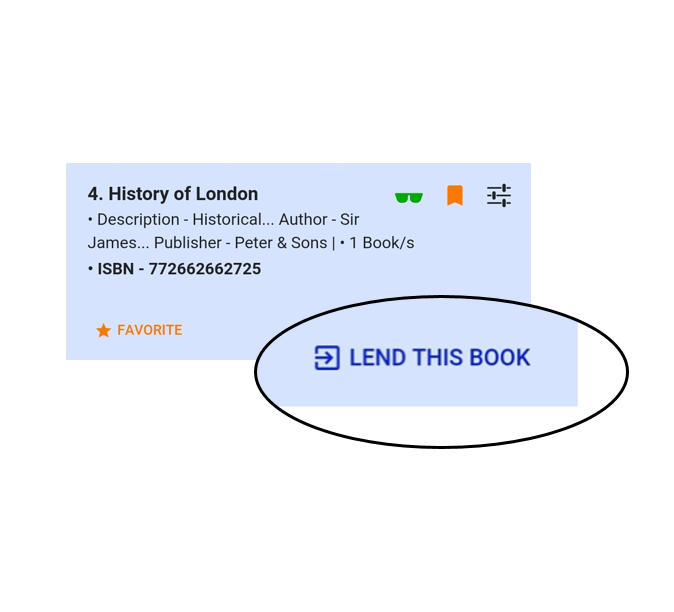 4. History of London
• Description - Historical... Author - Sir
James... Publisher - Peter & Sons | • 1 Book/s
• ISBN - 772662662725
FAVORITE
LEND THIS BOOK